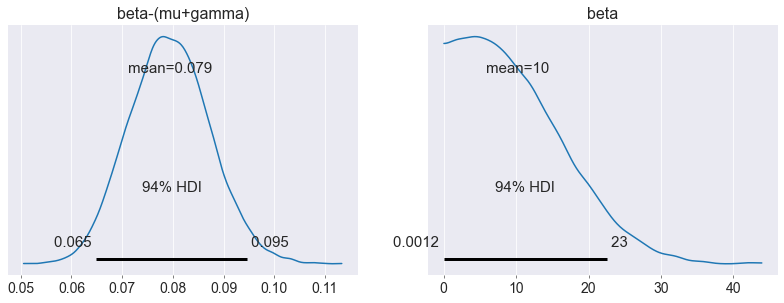 beta-(mu+gamma)
mean=0.079
94% HDI
0.065 0.095
0.05 0.06 0.07 0.08 0.09 0.10 0.11
beta
mean=10
94% HDI
0.0012 23
0 10 20 30 40